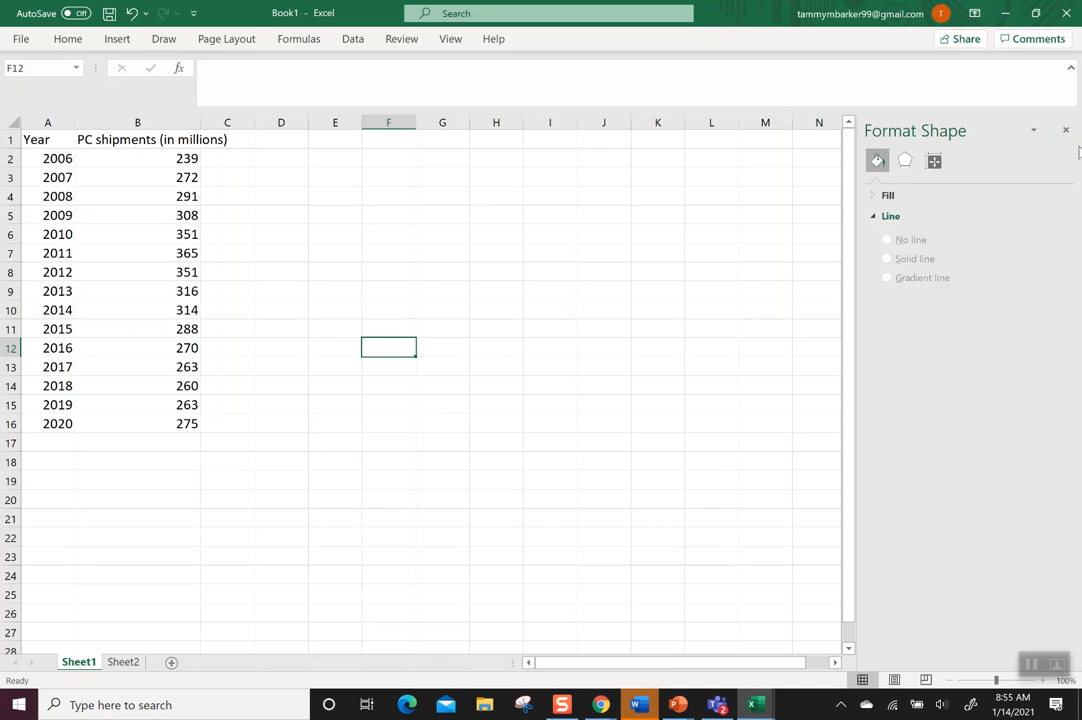 AutoSave Off Book1 - Excel Search tammymbarker99@gmail.com T
File Home Insert Draw Page Layout Formulas Data Review View Help Share Comments
F12 fx
A B C D E F G H I J K L M N
1 Year PC shipments (in millions)
2 2006 239
3 2007 272
4 2008 291
5 2009 308
6 2010 351
7 2011 365
8 2012 351
9 2013 316
10 2014 314
11 2015 288
12 2016 270
13 2017 263
14 2018 260
15 2019 263
16 2020 275
17
18
19
20
21
22
23
24
25
26
27
28
Format Shape
Fill
Line
No line
Solid line
Gradient line
Sheet1 Sheet2
Ready 100%
Type here to search 2 8:55 AM
1/14/2021